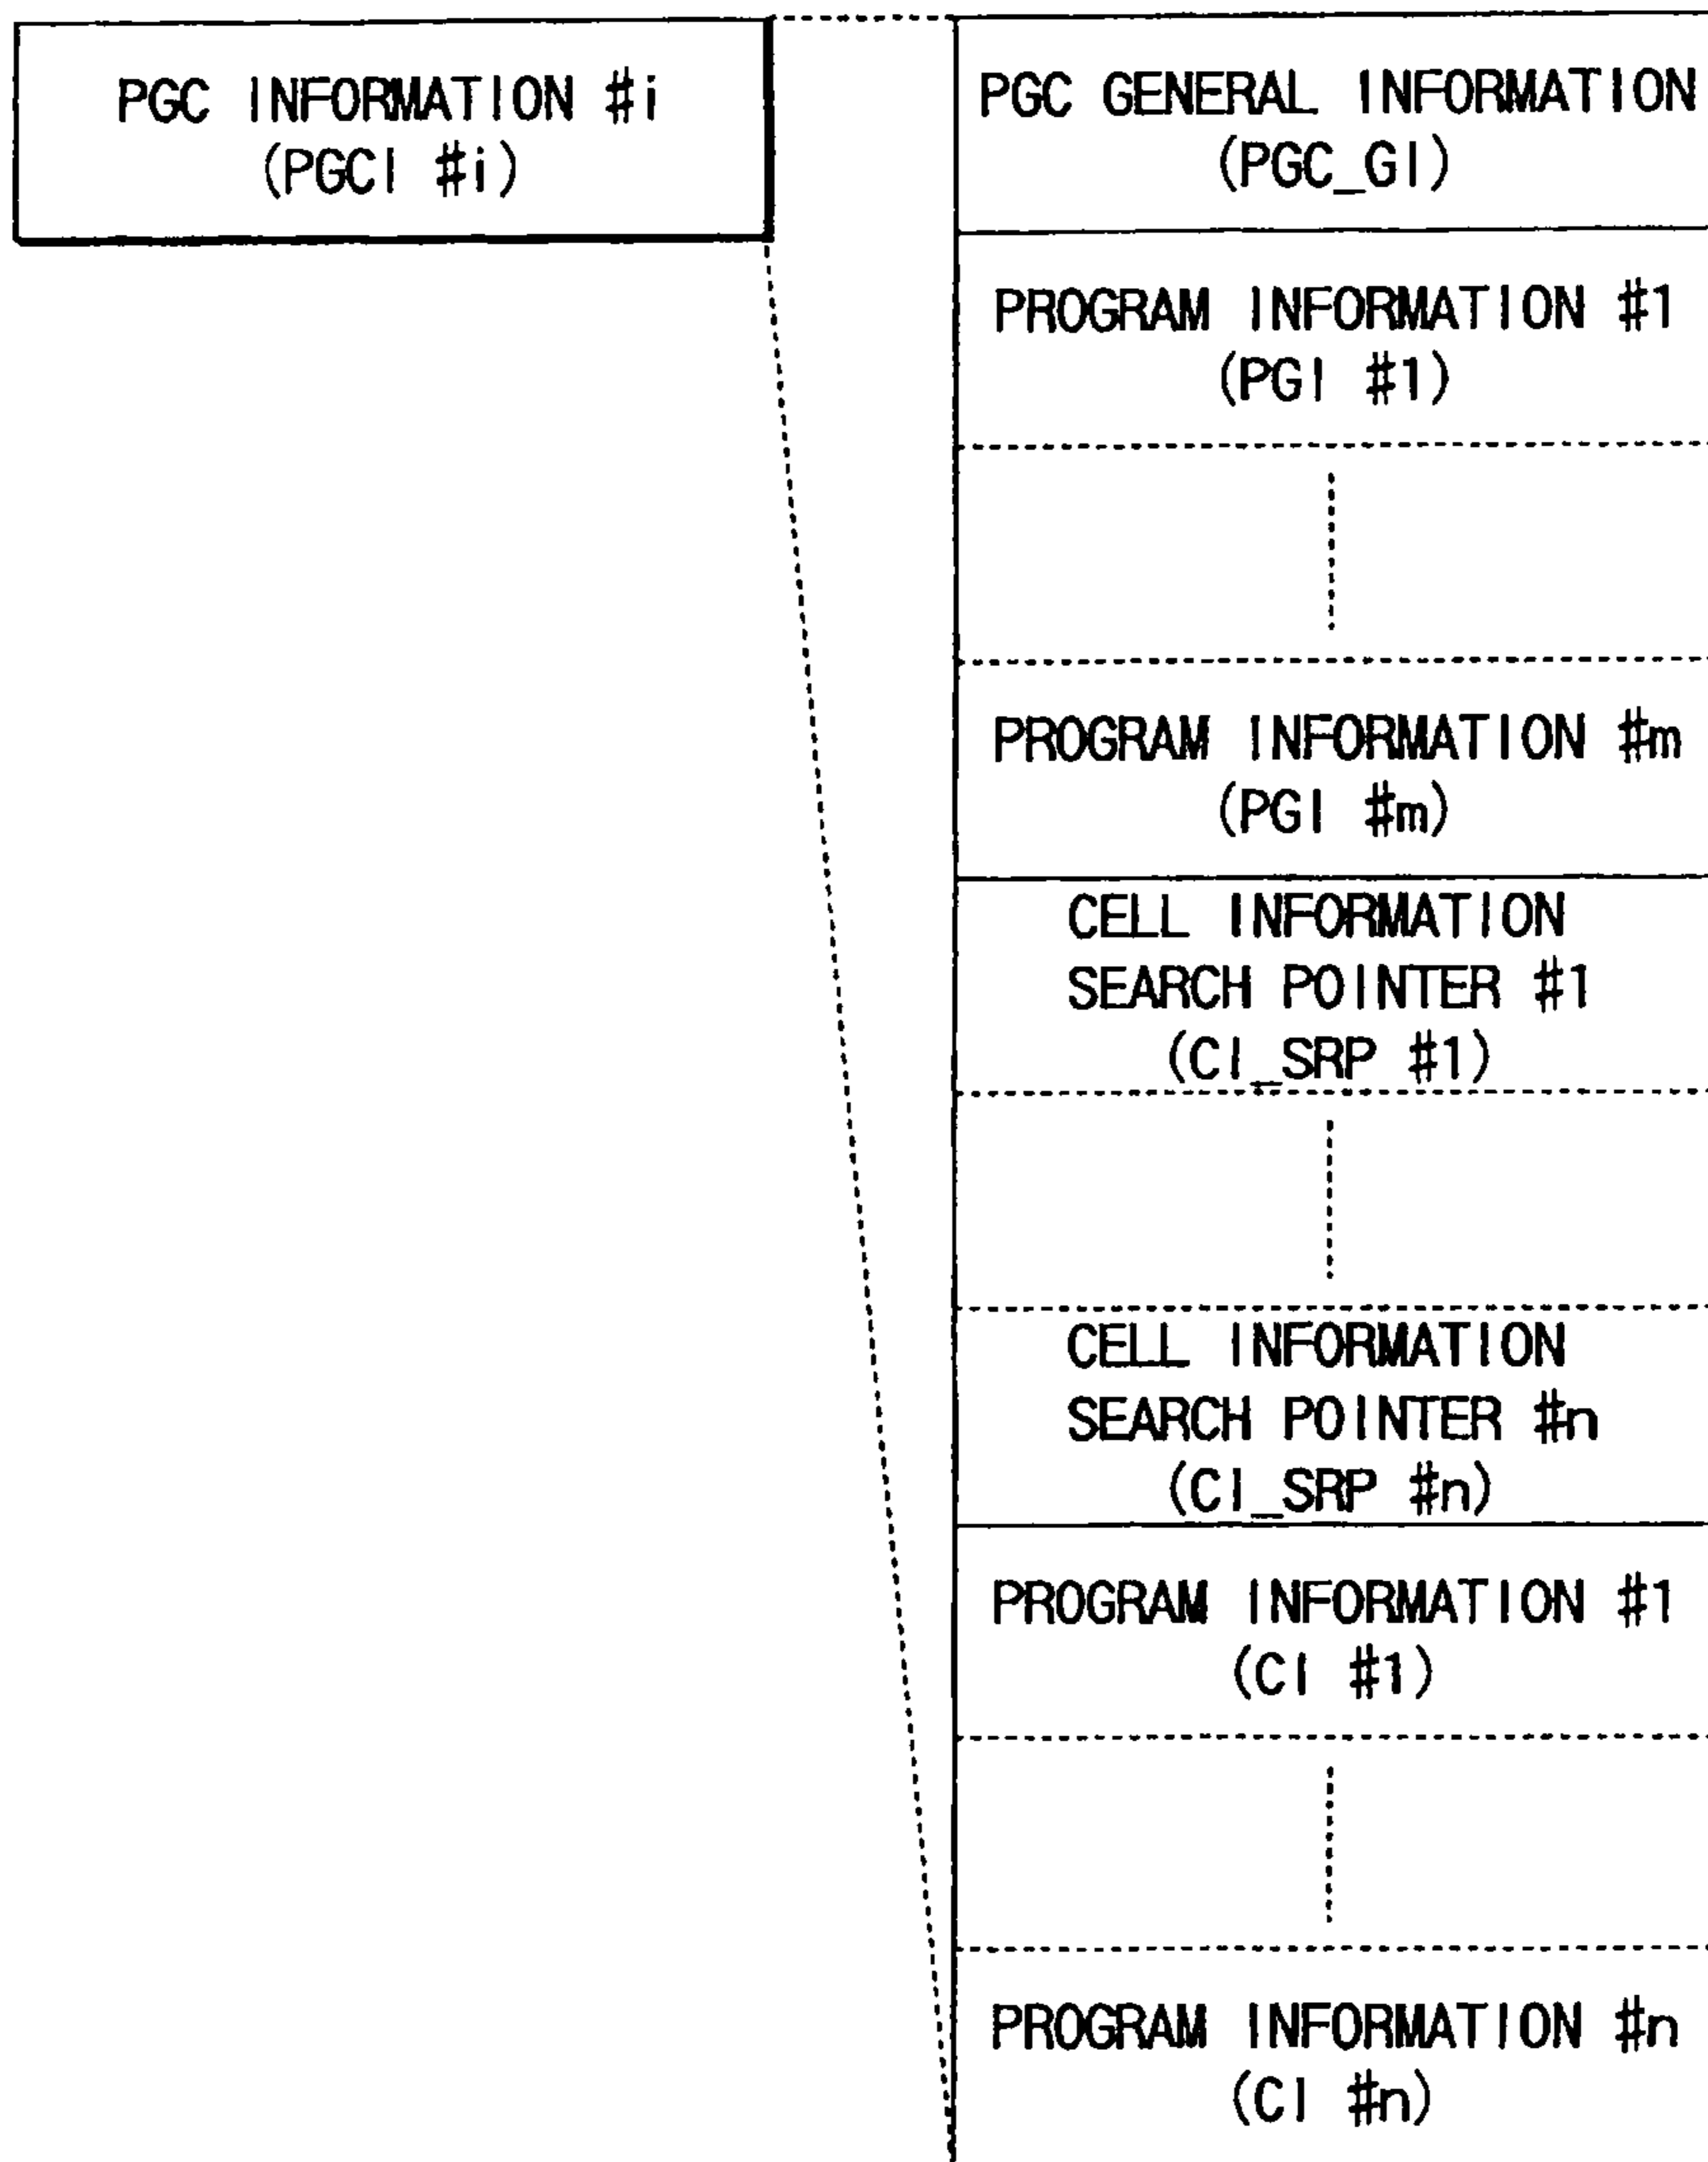 PGC INFORMATION #i
(PGCI #i)
PGC GENERAL INFORMATION
(PGC_GI)
PROGRAM INFORMATION #1
(PGI #1)
PROGRAM INFORMATION #m
(PGI #m)
CELL INFORMATION
SEARCH POINTER #1
(CI_SRP #1)
CELL INFORMATION
SEARCH POINTER #n
(CI_SRP #n)
PROGRAM INFORMATION #1
(CI #1)
PROGRAM INFORMATION #n
(CI #n)